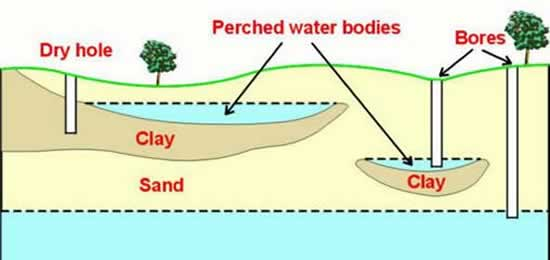 Perched water bodies
Dry hole
Bores
Clay
Sand
Clay